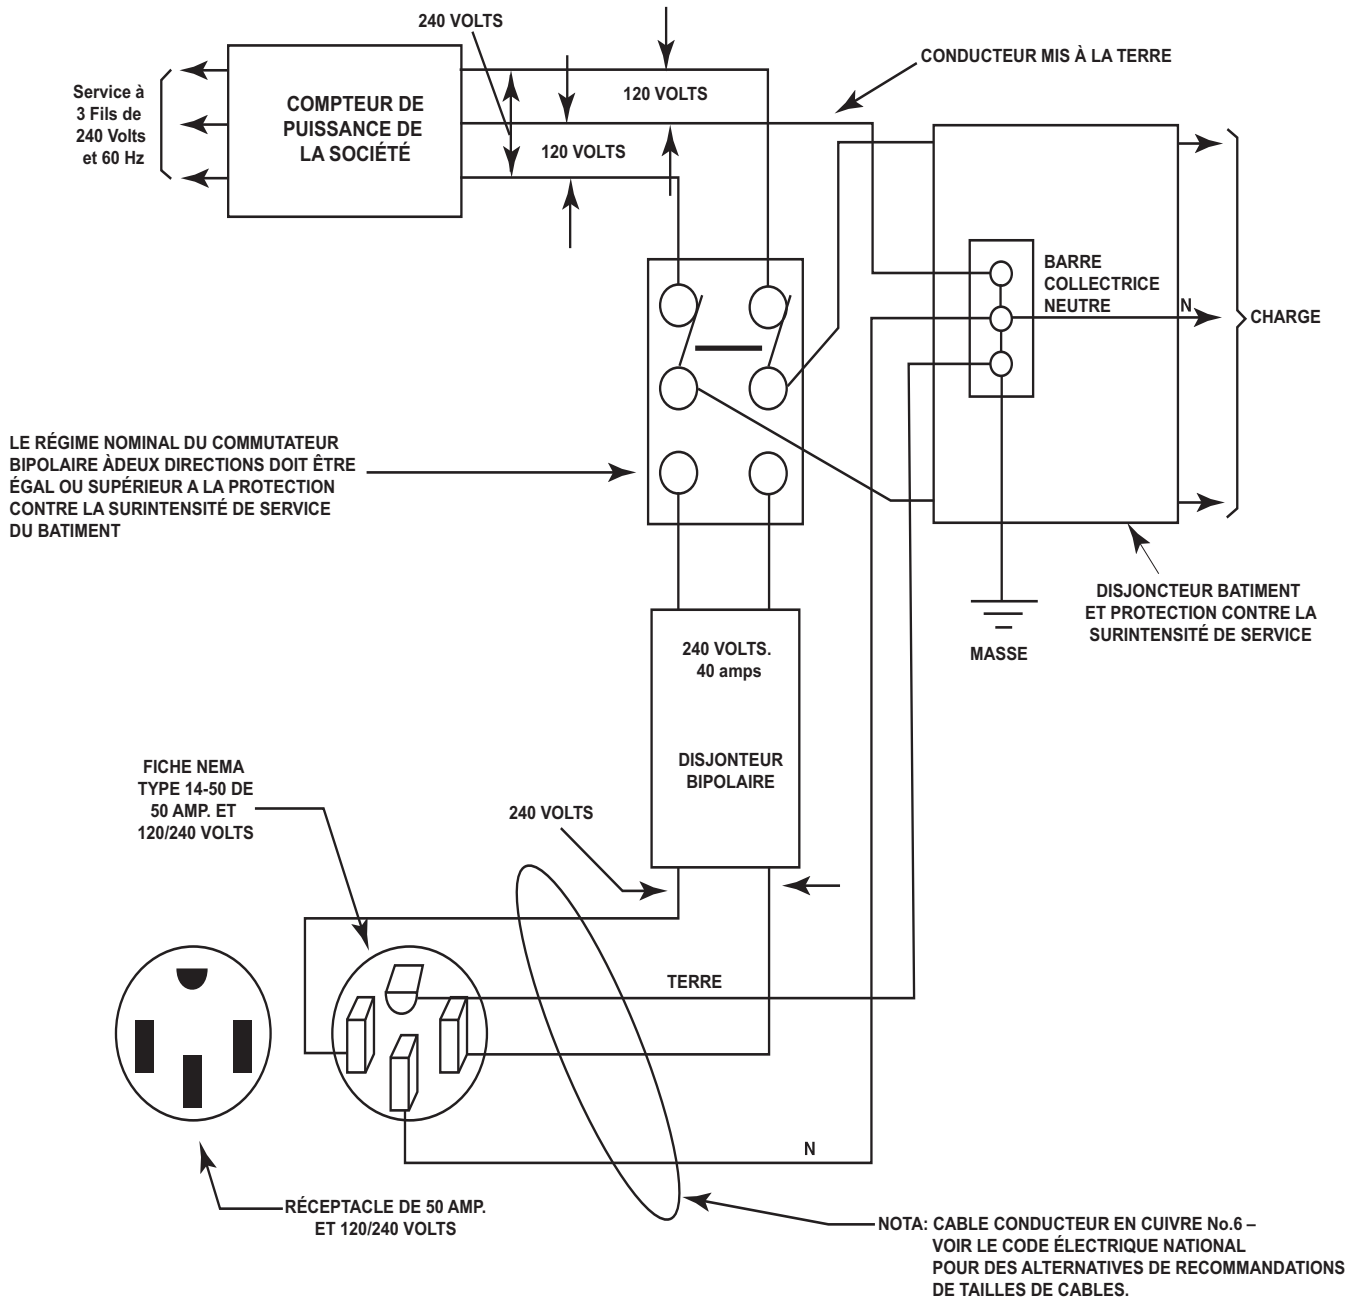 240 VOLTS
CONDUCTEUR MIS À LA TERRE
Service à
3 Fils de
240 Volts
et 60 Hz
COMPTEUR DE
PUISSANCE DE
LA SOCIÉTÉ
120 VOLTS
120 VOLTS
BARRE
COLLECTRICE
NEUTRE
N
CHARGE
LE RÉGIME NOMINAL DU COMMUTATEUR
BIPOLAIRE ÀDEUX DIRECTIONS DOIT ÊTRE
ÉGAL OU SUPÉRIEUR A LA PROTECTION
CONTRE LA SURINTENSITÉ DE SERVICE
DU BATIMENT
DISJONCTEUR BATIMENT
ET PROTECTION CONTRE LA
SURINTENSITÉ DE SERVICE
MASSE
240 VOLTS.
40 amps
DISJONTEUR
BIPOLAIRE
FICHE NEMA
TYPE 14-50 DE
50 AMP. ET
120/240 VOLTS
240 VOLTS
TERRE
N
RÉCEPTACLE DE 50 AMP.
ET 120/240 VOLTS
NOTA: CABLE CONDUCTEUR EN CUIVRE No.6 –
VOIR LE CODE ÉLECTRIQUE NATIONAL
POUR DES ALTERNATIVES DE RECOMMANDATIONS
DE TAILLES DE CABLES.